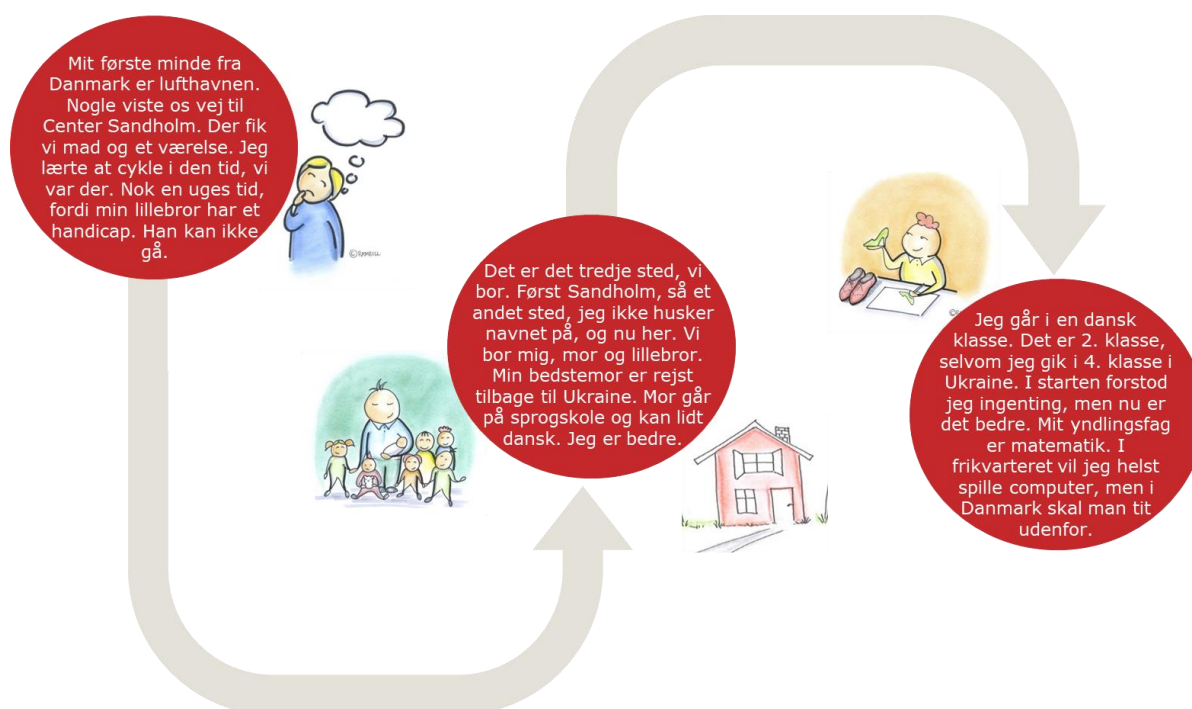 Mit første minde fra
Danmark er lufthavnen.
Nogle viste os vej til
Center Sandholm. Der fik
vi mad og et værelse. Jeg
lærte at cykle i den tid, vi
var der. Nok en uges tid,
fordi min lillebror har et
handicap. Han kan ikke
gå.
Det er det tredje sted, vi
bor. Først Sandholm, så et
andet sted, jeg ikke husker
navnet på, og nu her. Vi
bor mig, mor og lillebror.
Min bedstemor er rejst
tilbage til Ukraine. Mor går
på sprogskole og kan lidt
dansk. Jeg er bedre.
Jeg går i en dansk
klasse. Det er 2. klasse,
selvom jeg gik i 4. klasse i
Ukraine. I starten forstod
jeg ingenting, men nu er
det bedre. Mit yndlingsfag
er matematik. I
frikvarteret vil jeg helst
spille computer, men i
Danmark skal man tit
udenfor.